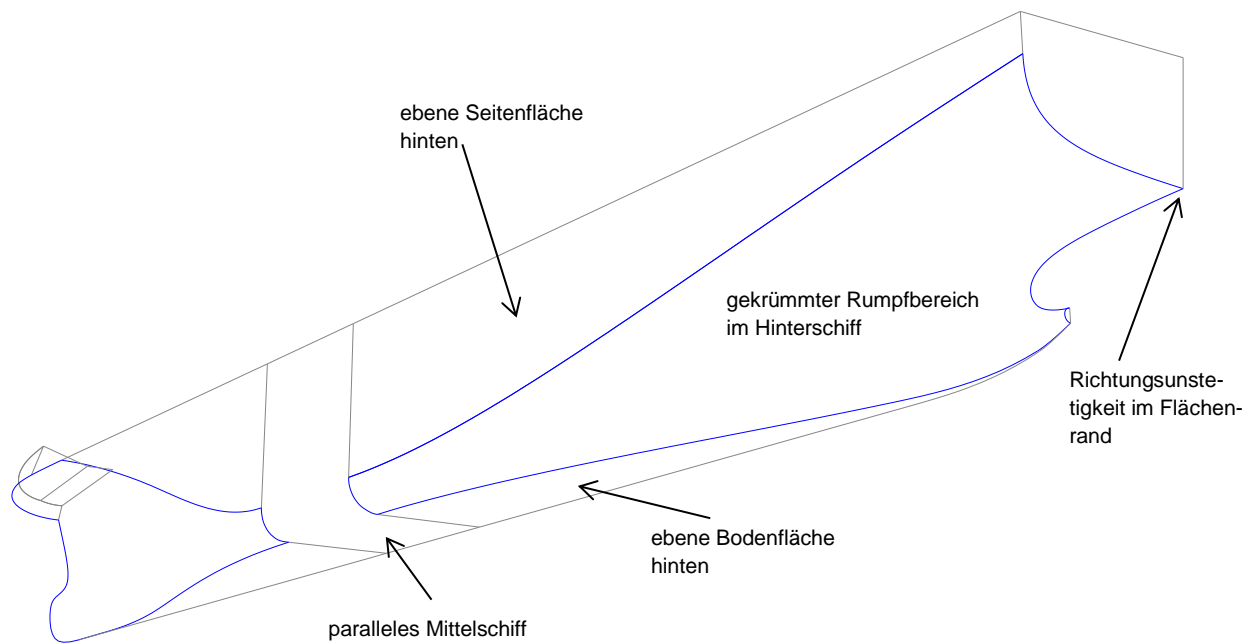 ebene Seitenfläche
hinten
gekrümmter Rumpfbereich
im Hinterschiff
Richtungsunste-
tigkeit im Flächen-
rand
ebene Bodenfläche
hinten
paralleles Mittelschiff